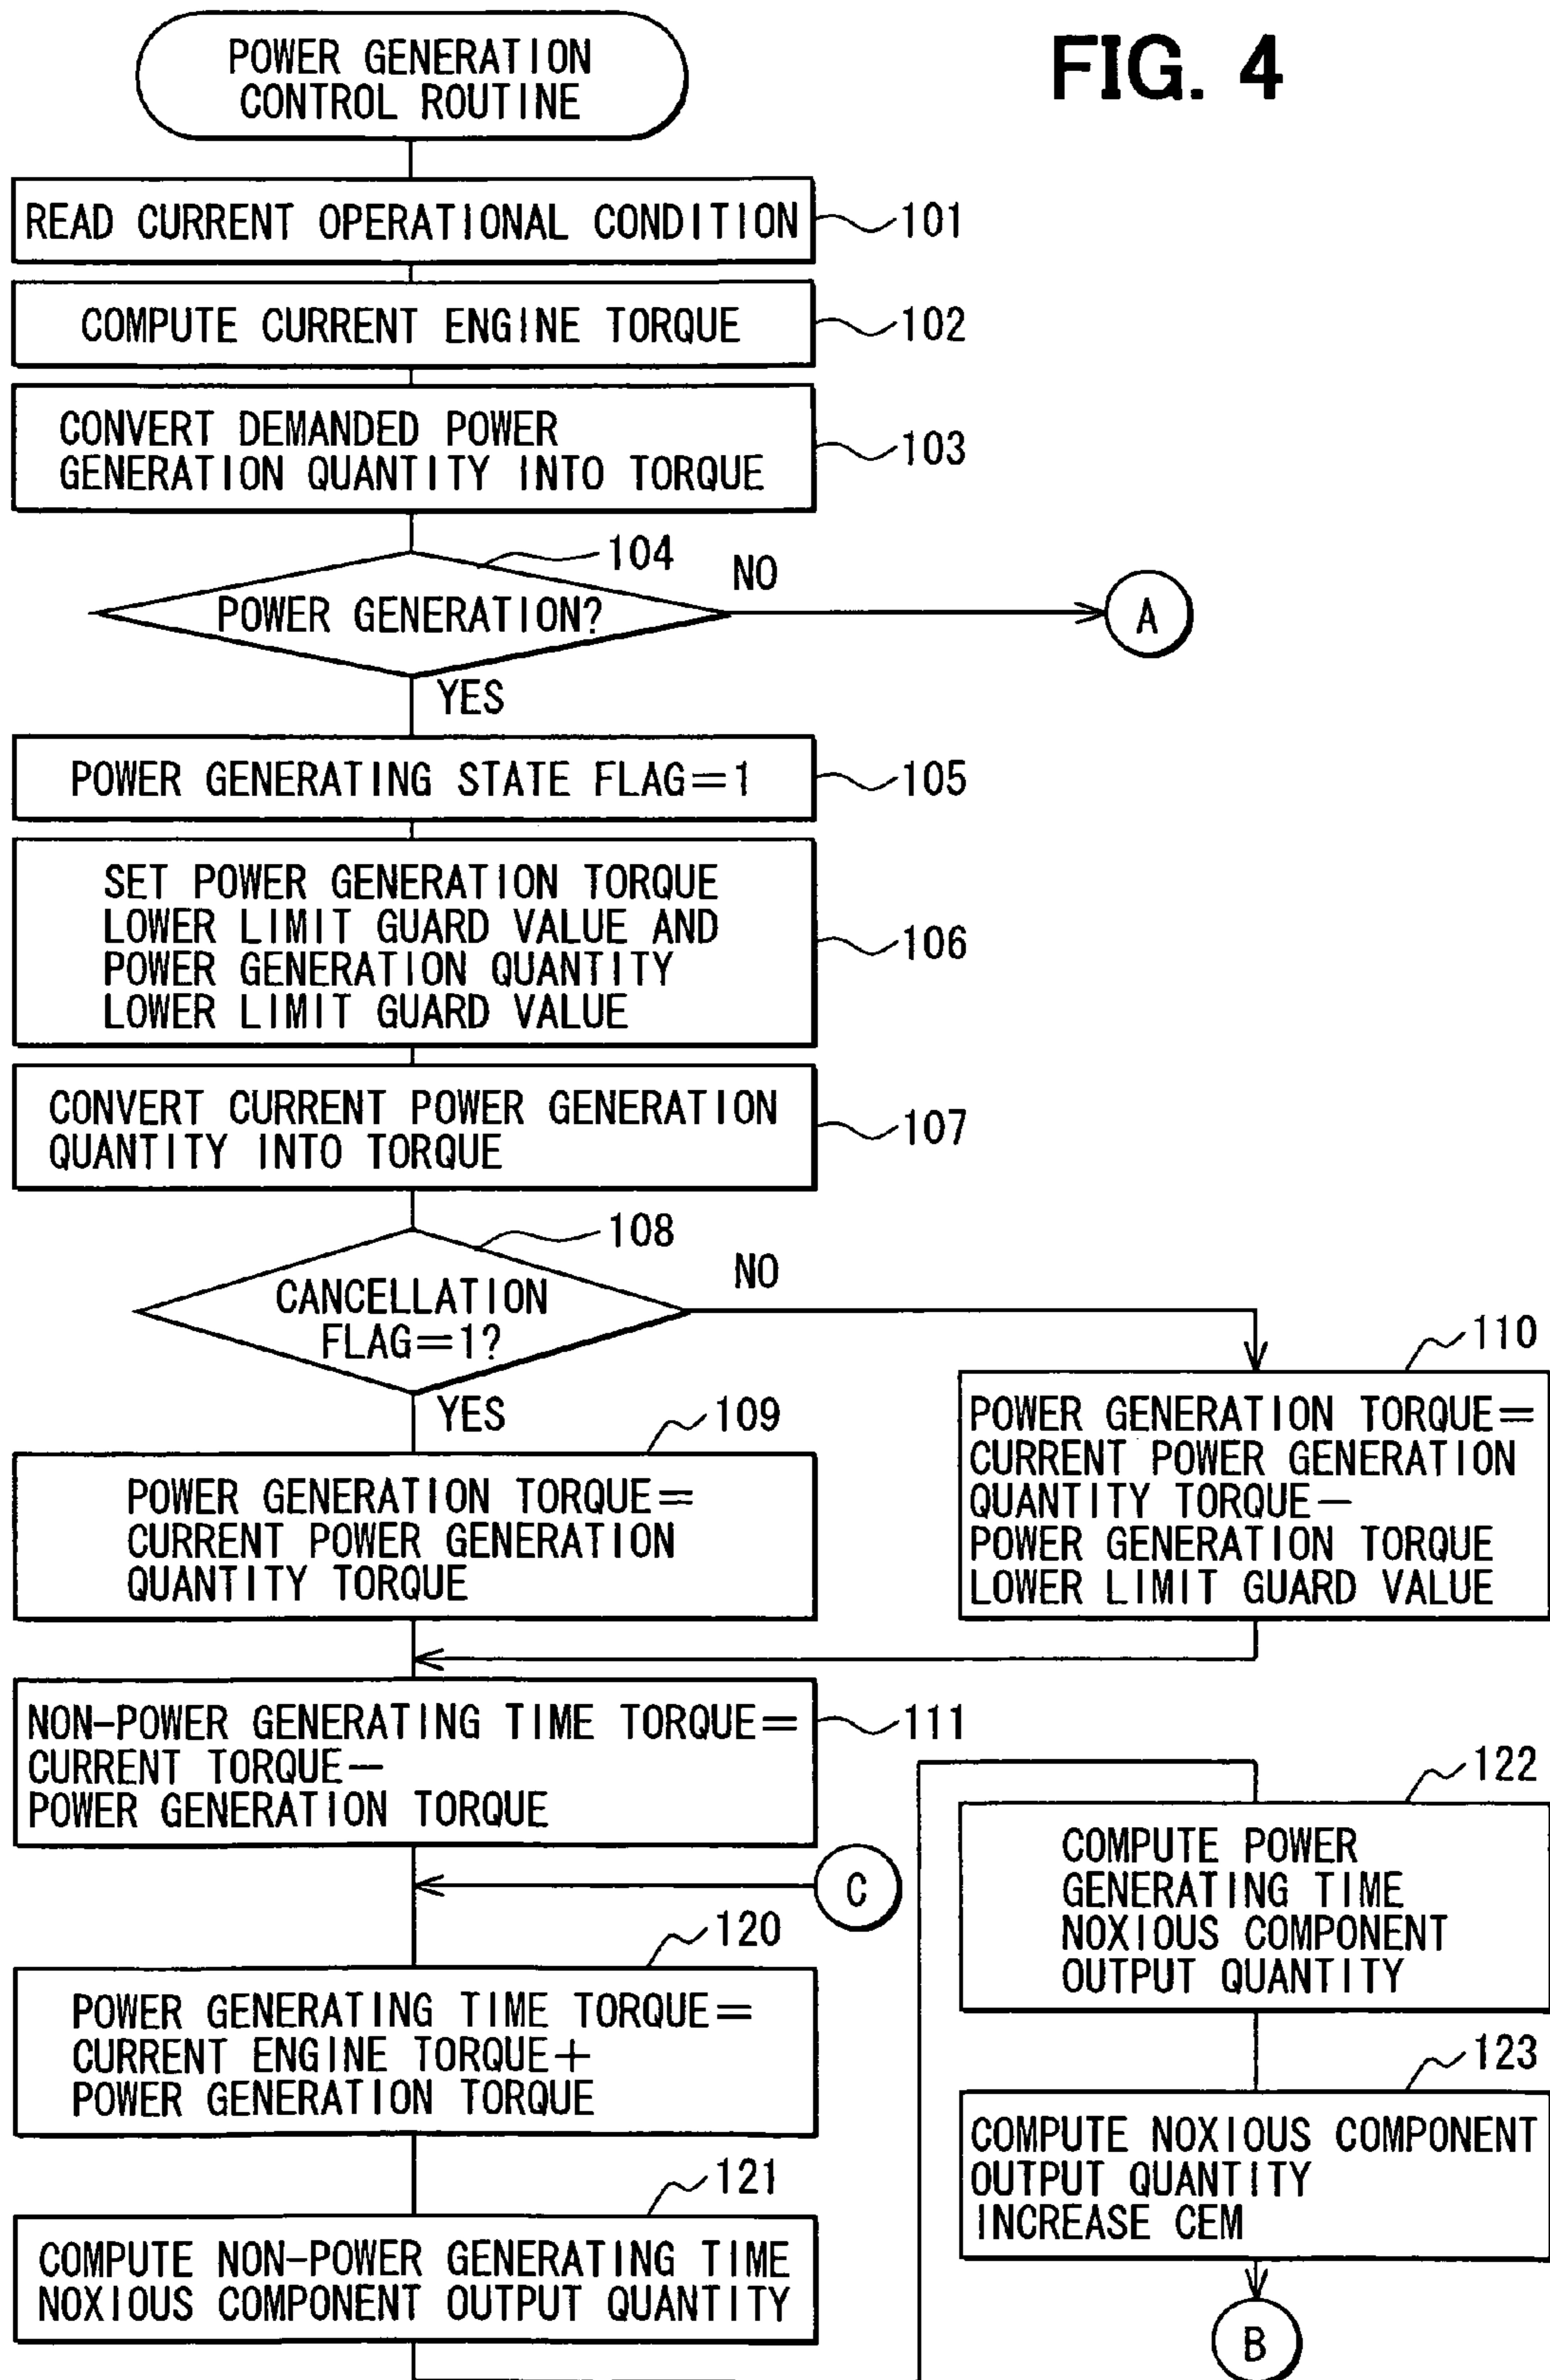 FIG. 4
POWER GENERATION
CONTROL ROUTINE
READ CURRENT OPERATIONAL CONDITION
101
COMPUTE CURRENT ENGINE TORQUE
102
CONVERT DEMANDED POWER
GENERATION QUANTITY INTO TORQUE
103
104
POWER GENERATION?
NO
A
YES
POWER GENERATING STATE FLAG=1
105
SET POWER GENERATION TORQUE
LOWER LIMIT GUARD VALUE AND
POWER GENERATION QUANTITY
LOWER LIMIT GUARD VALUE
106
CONVERT CURRENT POWER GENERATION
QUANTITY INTO TORQUE
107
108
CANCELLATION
FLAG=1?
NO
YES
109
POWER GENERATION TORQUE=
CURRENT POWER GENERATION
QUANTITY TORQUE
110
POWER GENERATION TORQUE=
CURRENT POWER GENERATION
QUANTITY TORQUE−
POWER GENERATION TORQUE
LOWER LIMIT GUARD VALUE
NON-POWER GENERATING TIME TORQUE=
CURRENT TORQUE−
POWER GENERATION TORQUE
111
C
120
POWER GENERATING TIME TORQUE=
CURRENT ENGINE TORQUE+
POWER GENERATION TORQUE
121
COMPUTE NON-POWER GENERATING TIME
NOXIOUS COMPONENT OUTPUT QUANTITY
122
COMPUTE POWER
GENERATING TIME
NOXIOUS COMPONENT
OUTPUT QUANTITY
123
COMPUTE NOXIOUS COMPONENT
OUTPUT QUANTITY
INCREASE CEM
B